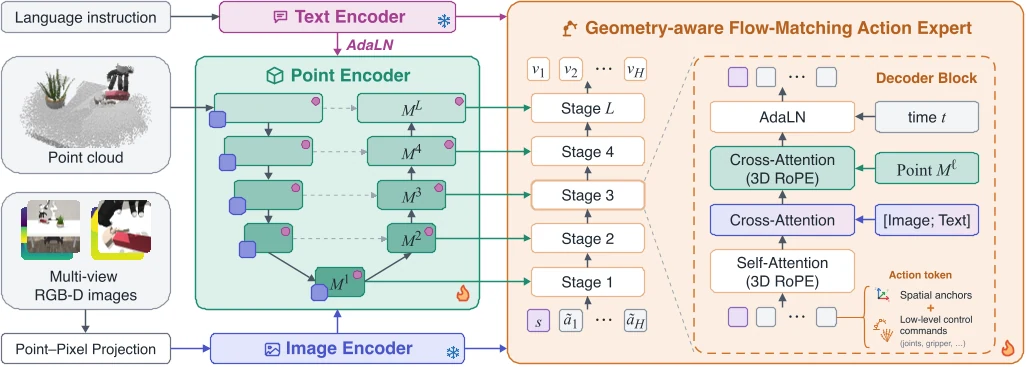 Language instruction
Text Encoder
AdaLN
Point cloud
Multi-view
RGB-D images
Point–Pixel Projection
Point Encoder
M^L
M^4
M^3
M^2
M^1
Image Encoder
Geometry-aware Flow-Matching Action Expert
v_1 v_2 ⋯ v_H
Stage L
Stage 4
Stage 3
Stage 2
Stage 1
s ã_1 ⋯ ã_H
Decoder Block
AdaLN
time t
Cross-Attention
(3D RoPE)
Point M^ℓ
Cross-Attention
[Image; Text]
Self-Attention
(3D RoPE)
Action token
Spatial anchors
+
Low-level control
commands
(joints, gripper, ...)